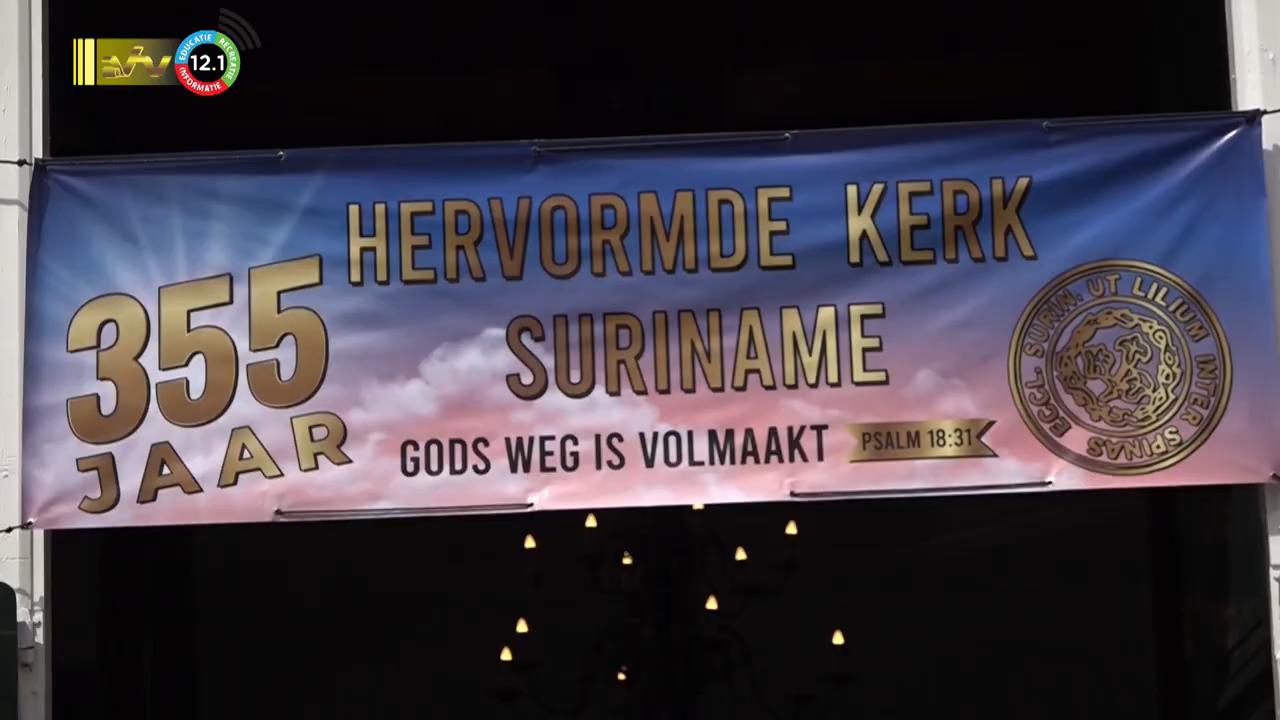 EDUCATIE RECREATIE INFORMATIE
12.1
HERVORMDE KERK
SURINAME
355
JAAR
GODS WEG IS VOLMAAKT
PSALM 18:31
ECCL. SURIN. UT LILIUM INTER SPINAS